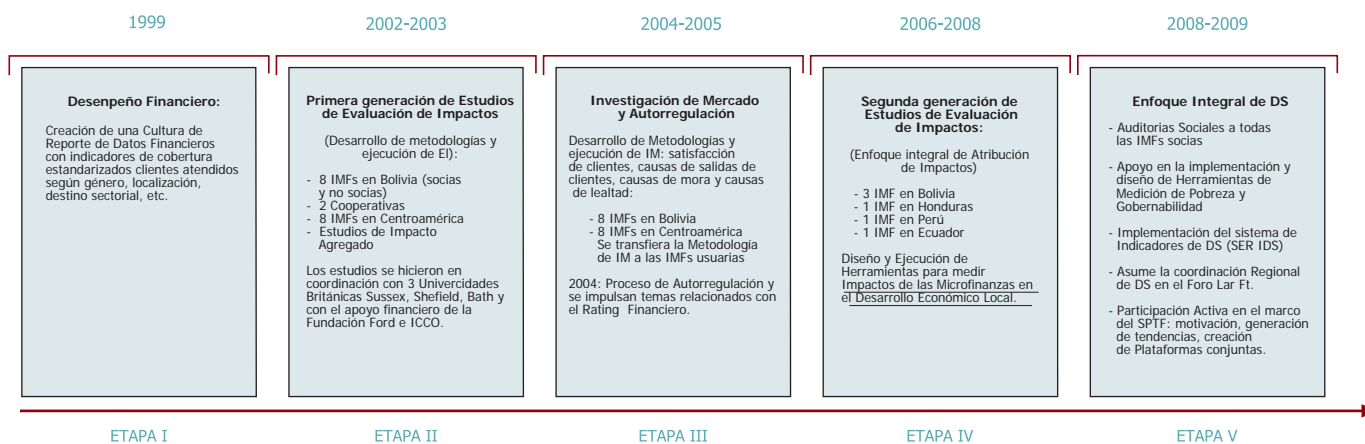 1999
2002-2003
2004-2005
2006-2008
2008-2009
Desenpeño Financiero:
Creación de una Cultura de
Reporte de Datos Financieros
con indicadores de cobertura
estandarizados clientes atendidos
según género, localización,
destino sectorial, etc.
Primera generación de Estudios
de Evaluación de Impactos
(Desarrollo de metodologías y
ejecución de EI):
- 8 IMFs en Bolivia (socias
y no socias)
- 2 Cooperativas
- 8 IMFs en Centroamérica
- Estudios de Impacto
Agregado
Los estudios se hicieron en
coordinación con 3 Univercidades
Británicas Sussex, Shefield, Bath y
con el apoyo financiero de la
Fundación Ford e ICCO.
Investigación de Mercado
y Autorregulación
Desarrollo de Metodologías y
ejecución de IM: satisfacción
de clientes, causas de salidas de
clientes, causas de mora y causas
de lealtad:
- 8 IMFs en Bolivia
- 8 IMFs en Centroamérica
Se transfiera la Metodología
de IM a las IMFs usuarias
2004: Proceso de Autorregulación y
se impulsan temas relacionados con
el Rating Financiero.
Segunda generación de
Estudios de Evaluación
de Impactos:
(Enfoque integral de Atribución
de Impactos)
- 3 IMF en Bolivia
- 1 IMF en Honduras
- 1 IMF en Perú
- 1 IMF en Ecuador
Diseño y Ejecución de
Herramientas para medir
Impactos de las Microfinanzas en
el Desarrollo Económico Local.
Enfoque Integral de DS
- Auditorias Sociales a todas
las IMFs socias
- Apoyo en la implementación y
diseño de Herramientas de
Medición de Pobreza y
Gobernabilidad
- Implementación del sistema de
Indicadores de DS (SER IDS)
- Asume la coordinación Regional
de DS en el Foro Lar Ft.
- Participación Activa en el marco
del SPTF: motivación, generación
de tendencias, creación
de Plataformas conjuntas.
ETAPA I
ETAPA II
ETAPA III
ETAPA IV
ETAPA V